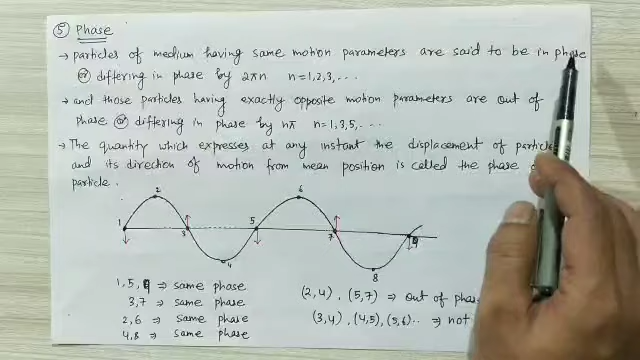 ⑤ Phase
→ particles of medium having same motion parameters are said to be in phase
OR differing in phase by 2πn n=1,2,3,...
→ and those particles having exactly opposite motion parameters are out of
phase OR differing in phase by nπ n=1,3,5,...
→ The quantity which expresses at any instant the displacement of particle
and its direction of motion from mean position is called the phase
particle.
2 6
1 3 5 7 9
4 8
1,5,9 ⇒ same phase
3,7 ⇒ same phase
2,6 ⇒ same phase
4,8 ⇒ same phase
(2,4), (5,7) ⇒ out of phase
(3,4), (4,5), (5,6).. ⇒ not